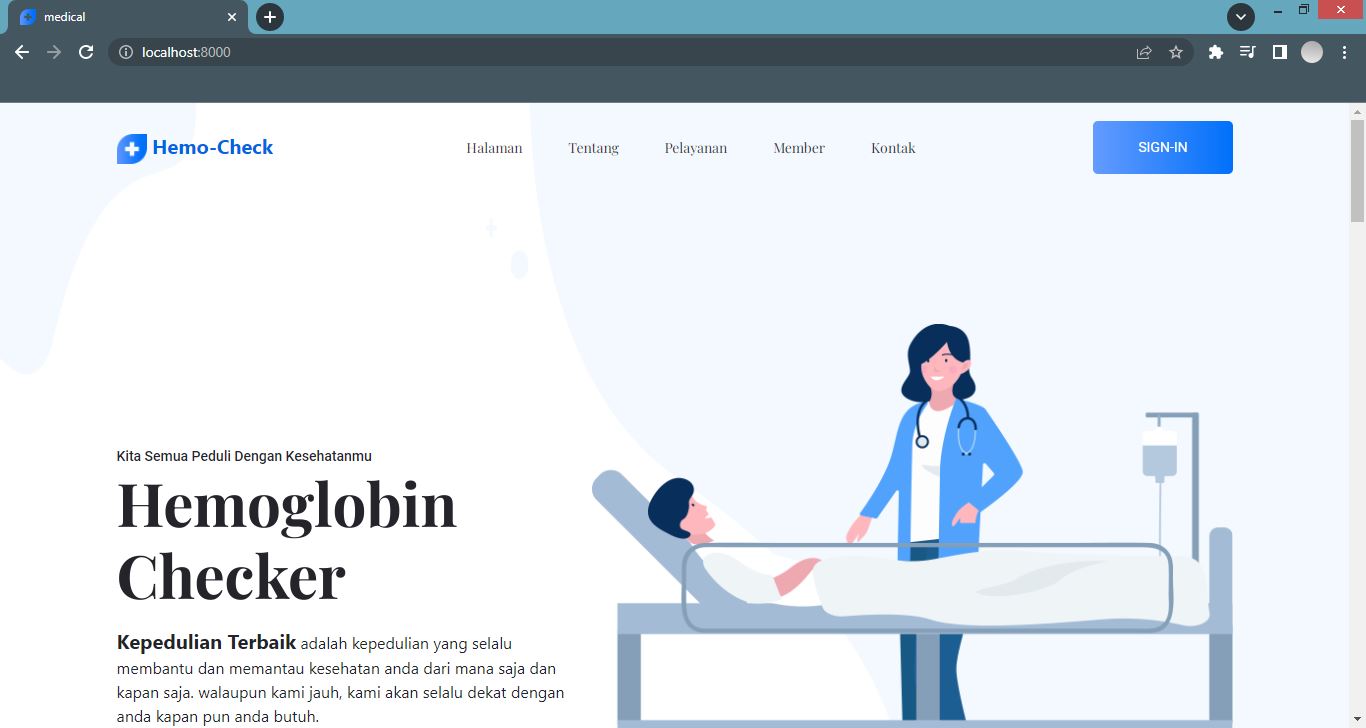 medical
localhost:8000
Hemo-Check
Halaman
Tentang
Pelayanan
Member
Kontak
SIGN-IN
Kita Semua Peduli Dengan Kesehatanmu
Hemoglobin
Checker
Kepedulian Terbaik adalah kepedulian yang selalu
membantu dan memantau kesehatan anda dari mana saja dan
kapan saja. walaupun kami jauh, kami akan selalu dekat dengan
anda kapan pun anda butuh.